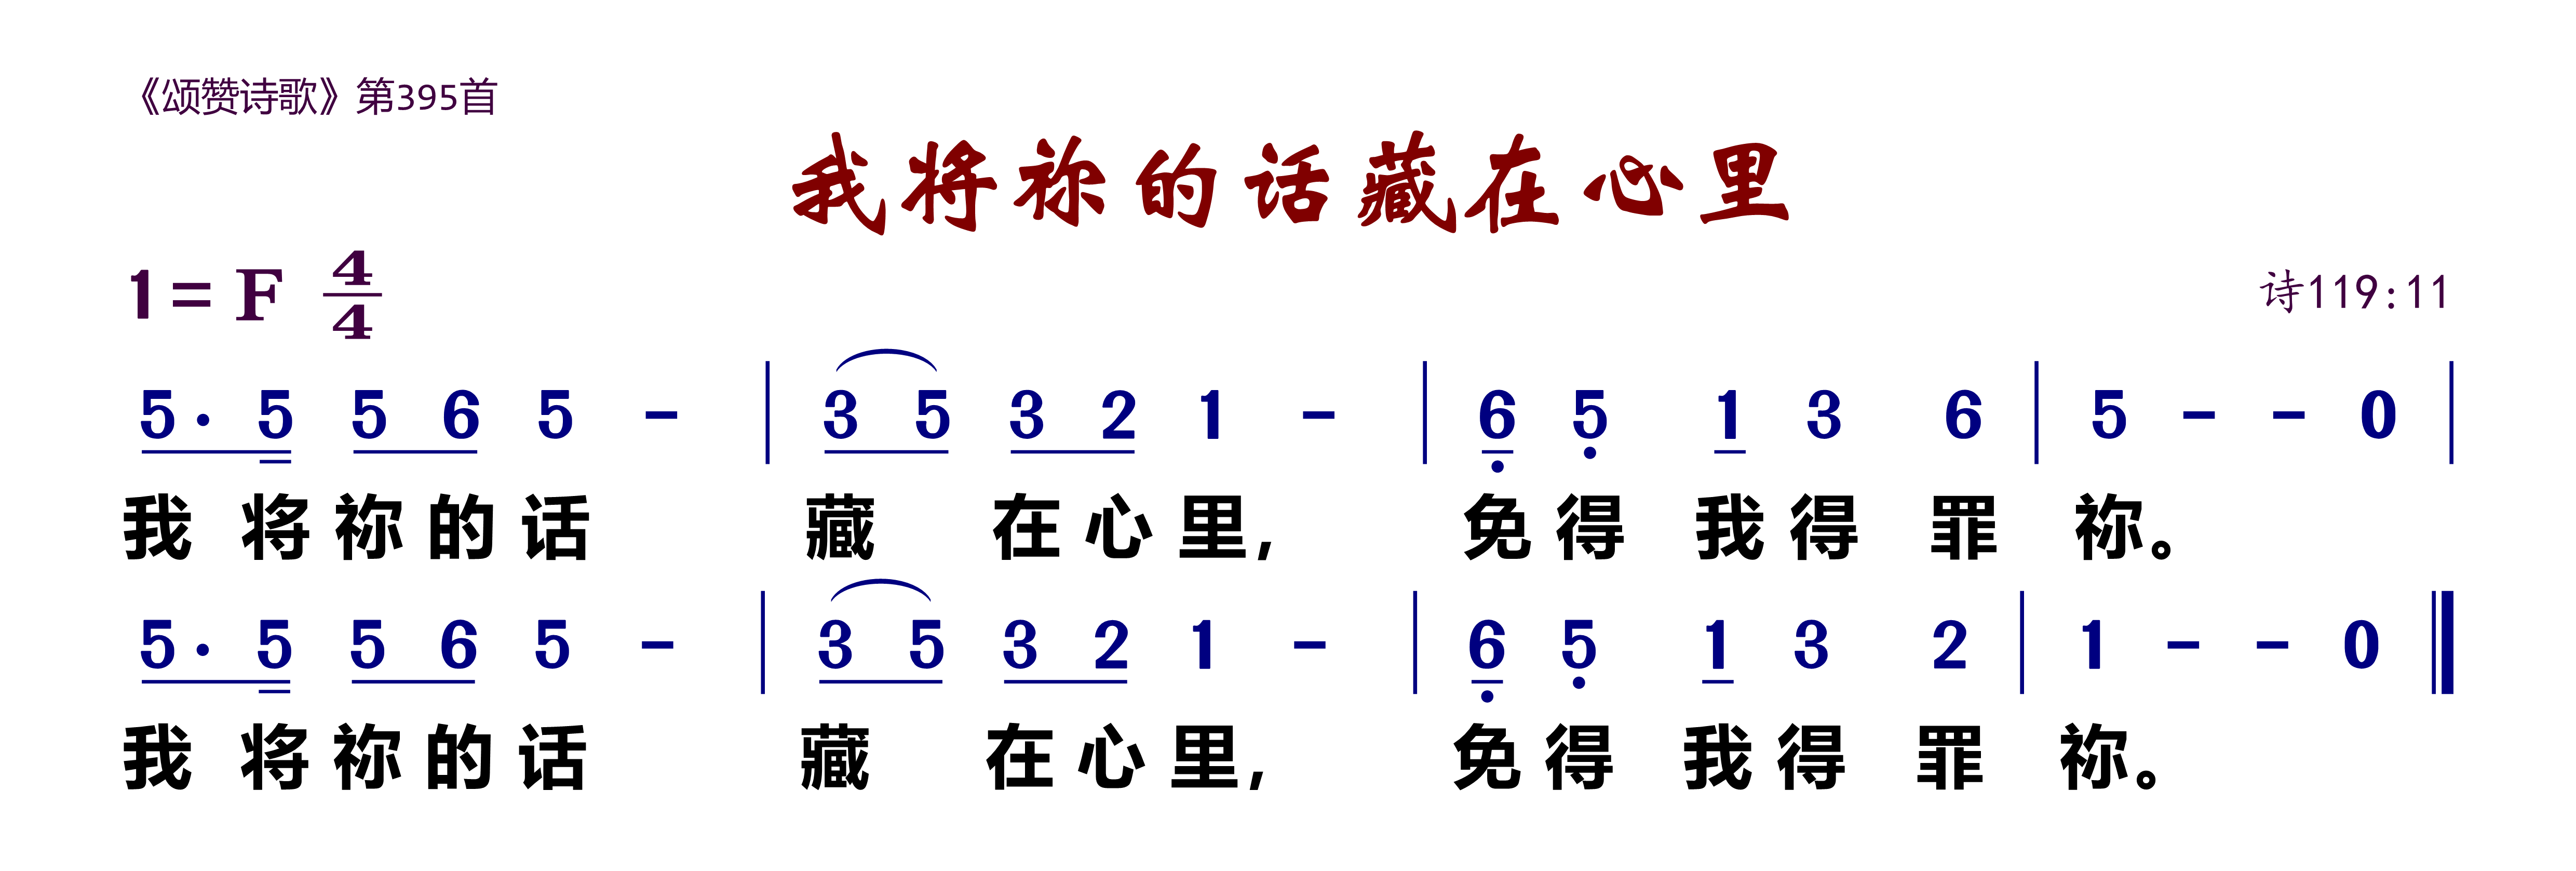 《颂赞诗歌》第395首
我将祢的话藏在心里
1= F 4/4
诗119:11
5· 5 5 6 5 - | 3 5 3 2 1 - | 6 5 1 3 6 | 5 - - 0 |
我 将 祢 的 话 藏 在 心 里, 免 得 我 得 罪 祢。
5· 5 5 6 5 - | 3 5 3 2 1 - | 6 5 1 3 2 | 1 - - 0 ‖
我 将 祢 的 话 藏 在 心 里, 免 得 我 得 罪 祢。